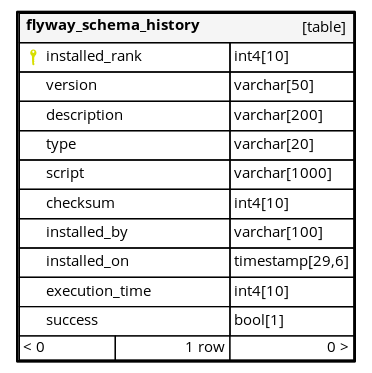 flyway_schema_history [table]
installed_rank int4[10]
version varchar[50]
description varchar[200]
type varchar[20]
script varchar[1000]
checksum int4[10]
installed_by varchar[100]
installed_on timestamp[29,6]
execution_time int4[10]
success bool[1]
< 0 1 row 0 >